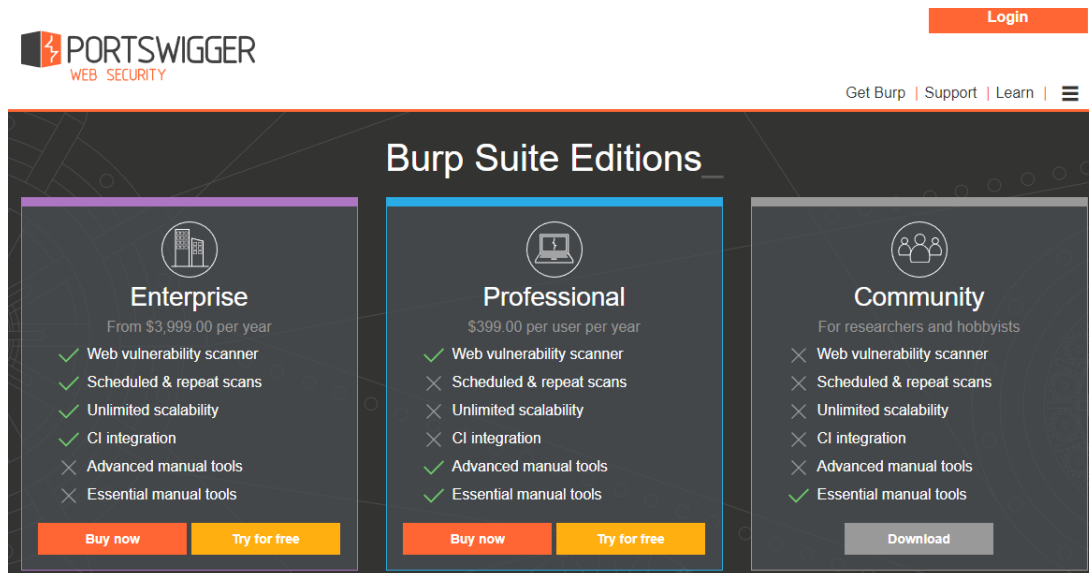 Login
PORTSWIGGER
WEB SECURITY
Get Burp | Support | Learn |
Burp Suite Editions_
Enterprise
From $3,999.00 per year
Web vulnerability scanner
Scheduled & repeat scans
Unlimited scalability
CI integration
Advanced manual tools
Essential manual tools
Buy now
Try for free
Professional
$399.00 per user per year
Web vulnerability scanner
Scheduled & repeat scans
Unlimited scalability
CI integration
Advanced manual tools
Essential manual tools
Buy now
Try for free
Community
For researchers and hobbyists
Web vulnerability scanner
Scheduled & repeat scans
Unlimited scalability
CI integration
Advanced manual tools
Essential manual tools
Download